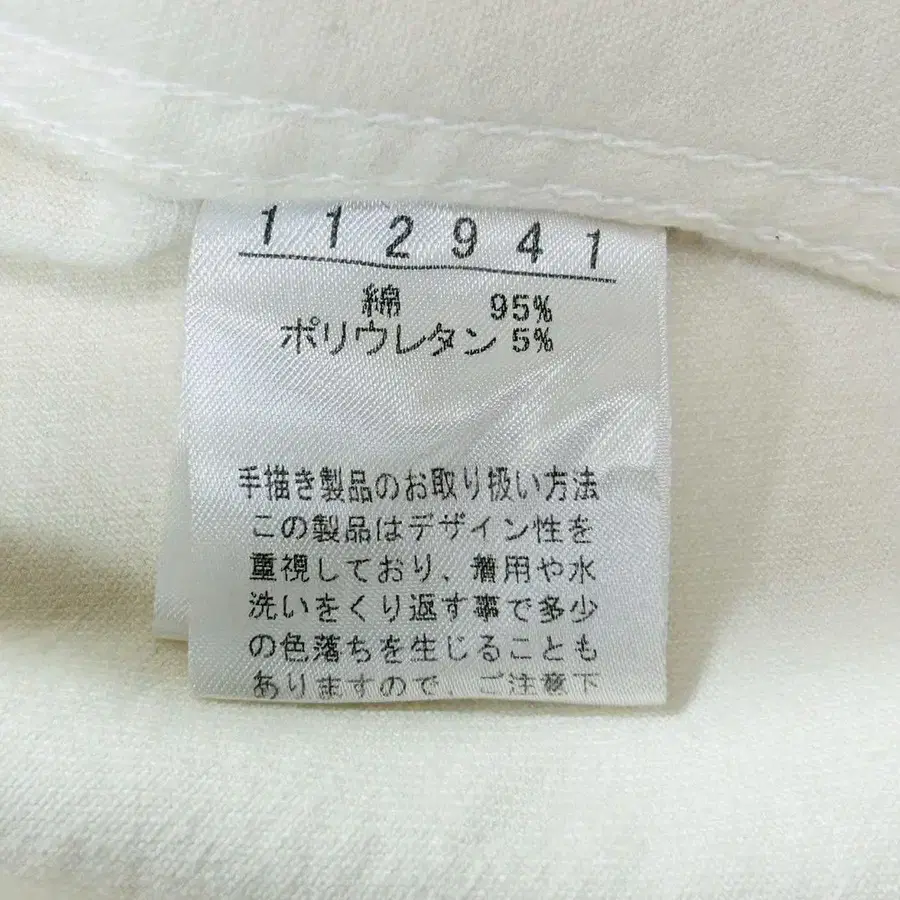 112941
綿 95%
ポリウレタン 5%
手描き製品のお取り扱い方法
この製品はデザイン性を
重視しており、着用や水
洗いをくり返す事で多少
の色落ちを生じることも
ありますので、ご注意下